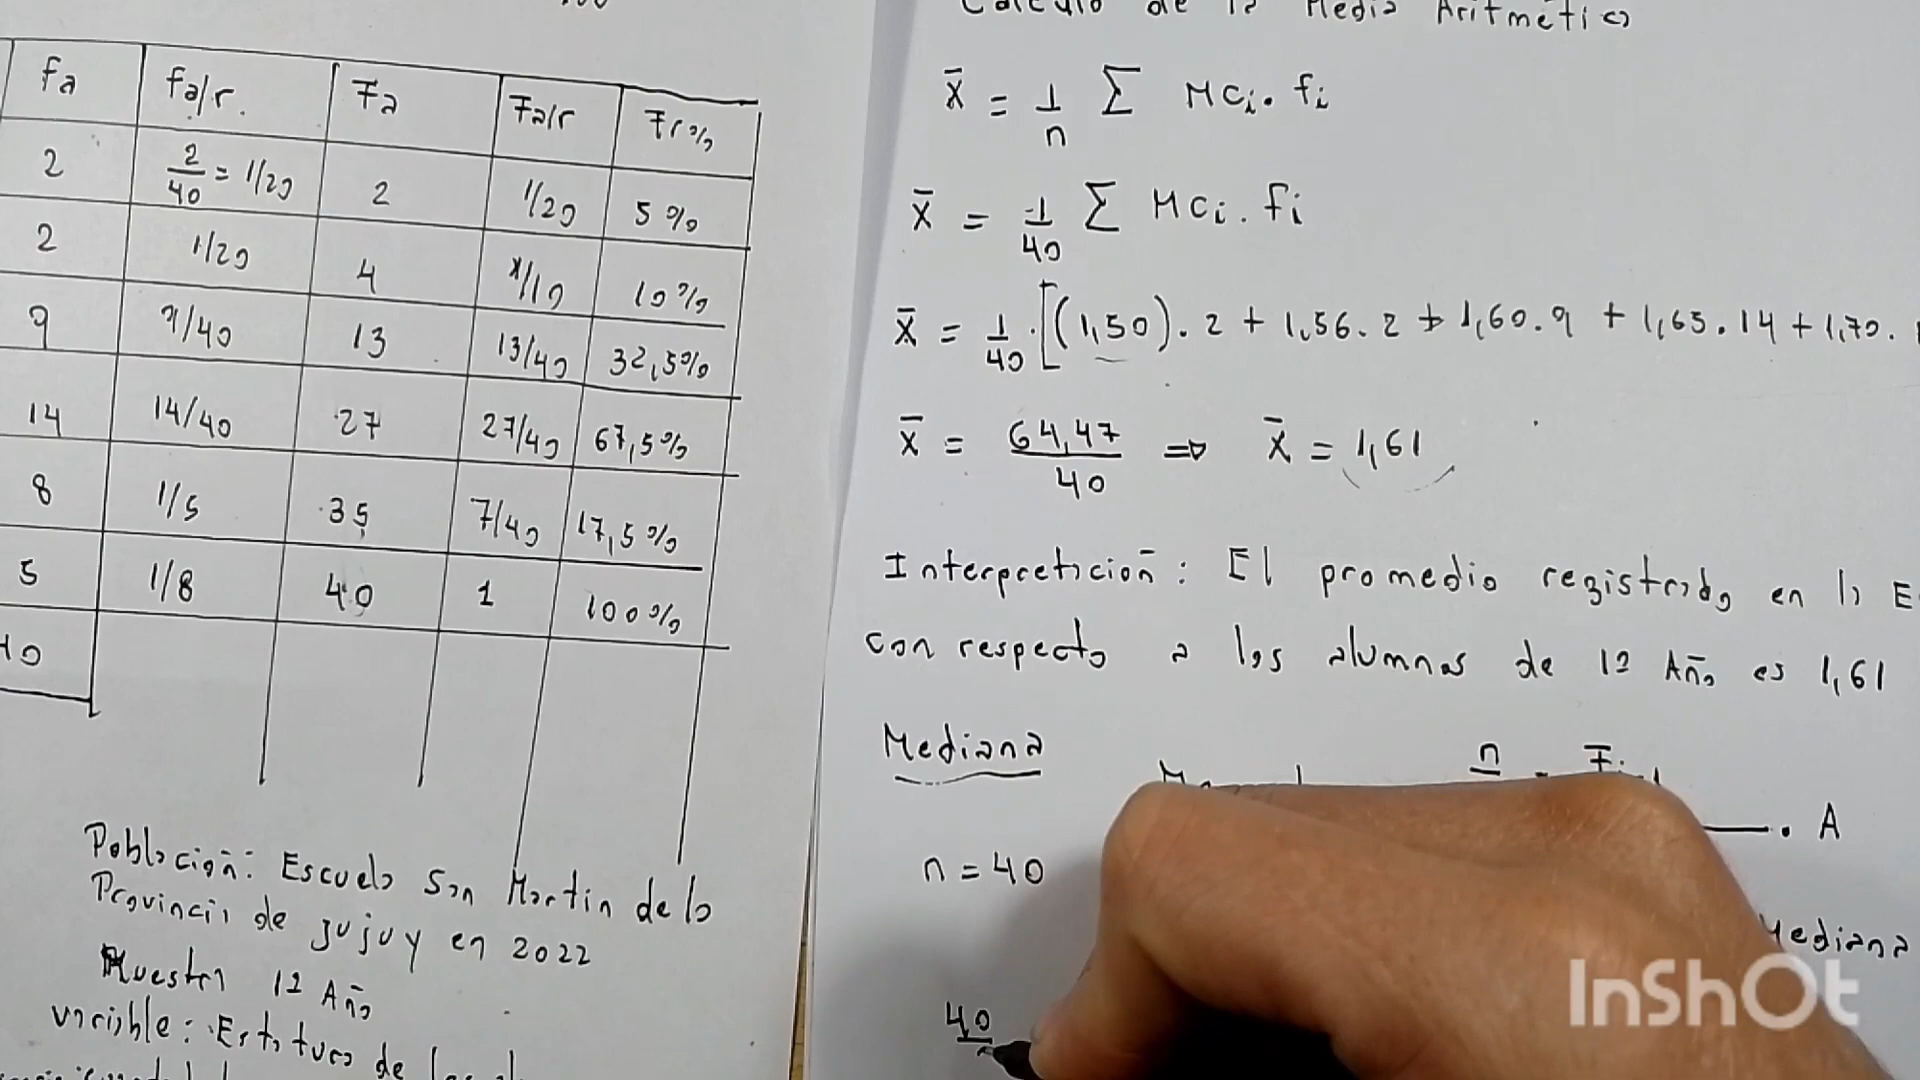 fa fa/r. Fa Fa/r Fr%
2 2/40 = 1/20 2 1/20 5%
2 1/20 4 1/10 10%
9 9/40 13 13/40 32,5%
14 14/40 27 27/40 67,5%
8 1/5 35 7/40 17,5%
5 1/8 40 1 100%
40
Población: Escuela San Martin de la
Provincia de jujuy en 2022
Muestra 1º Año
variable: Estatura de los
Calculo de la Media Aritmetica
x̄ = 1/n Σ Mci. fi
x̄ = 1/40 Σ Mci. fi
x̄ = 1/40 . [(1,50). 2 + 1,56. 2 + 1,60. 9 + 1,65. 14 + 1,70.
x̄ = 64,47/40 ⇒ x̄ = 1,61
Interpretación: El promedio registrado en la E
con respecto a los alumnos de 1º Año es 1,61
Mediana
n
. A
n = 40
Mediana
40
InShOt